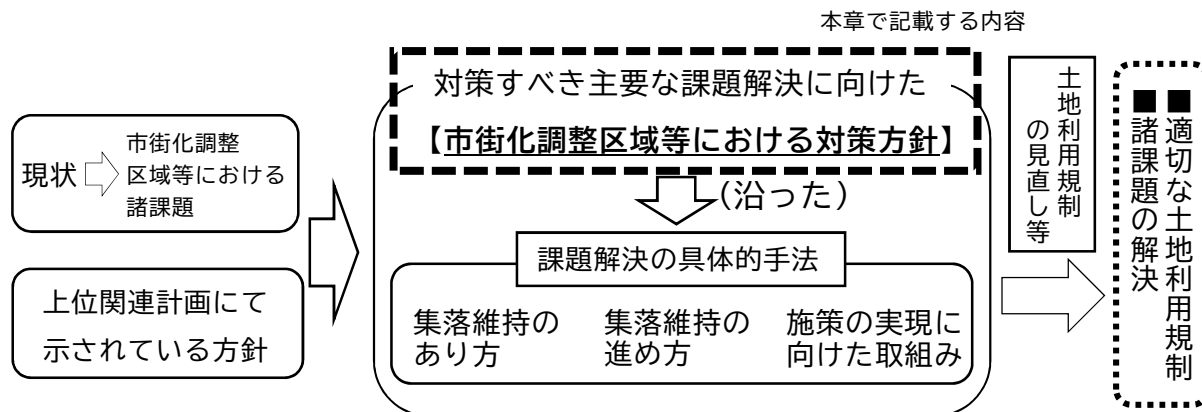 本章で記載する内容
現状
市街化調整
区域等における
諸課題
上位関連計画にて
示されている方針
対策すべき主要な課題解決に向けた
【市街化調整区域等における対策方針】
(沿った)
課題解決の具体的手法
集落維持の
あり方
集落維持の
進め方
施策の実現に
向けた取組み
土地利用規制
の見直し等
■適切な土地利用規制
■諸課題の解決